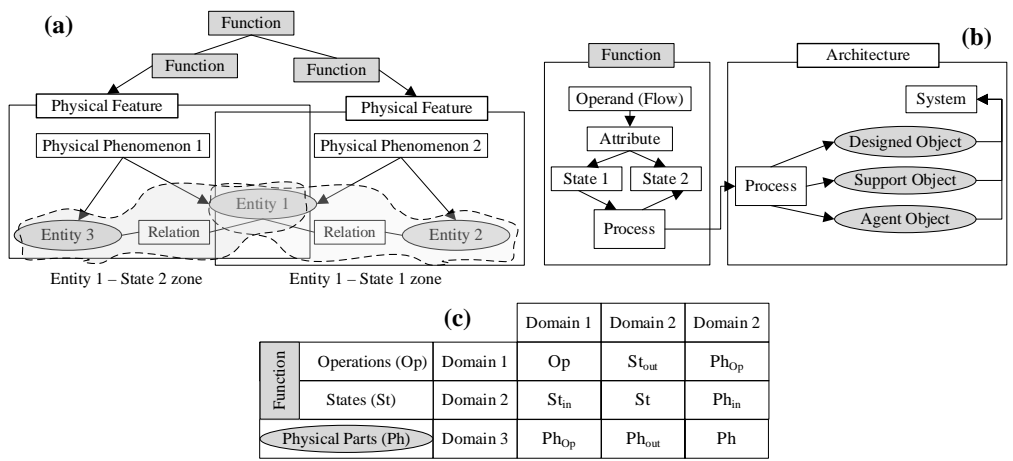 (a)
Function
Function
Function
Physical Feature
Physical Feature
Physical Phenomenon 1
Physical Phenomenon 2
Entity 1
Entity 3
Relation
Relation
Entity 2
Entity 1 – State 2 zone
Entity 1 – State 1 zone
(b)
Function
Operand (Flow)
Attribute
State 1
State 2
Process
Architecture
System
Designed Object
Process
Support Object
Agent Object
(c)
Domain 1 Domain 2 Domain 2
Function
Operations (Op) Domain 1 Op St_out Ph_Op
States (St) Domain 2 St_in St Ph_in
Physical Parts (Ph) Domain 3 Ph_Op Ph_out Ph